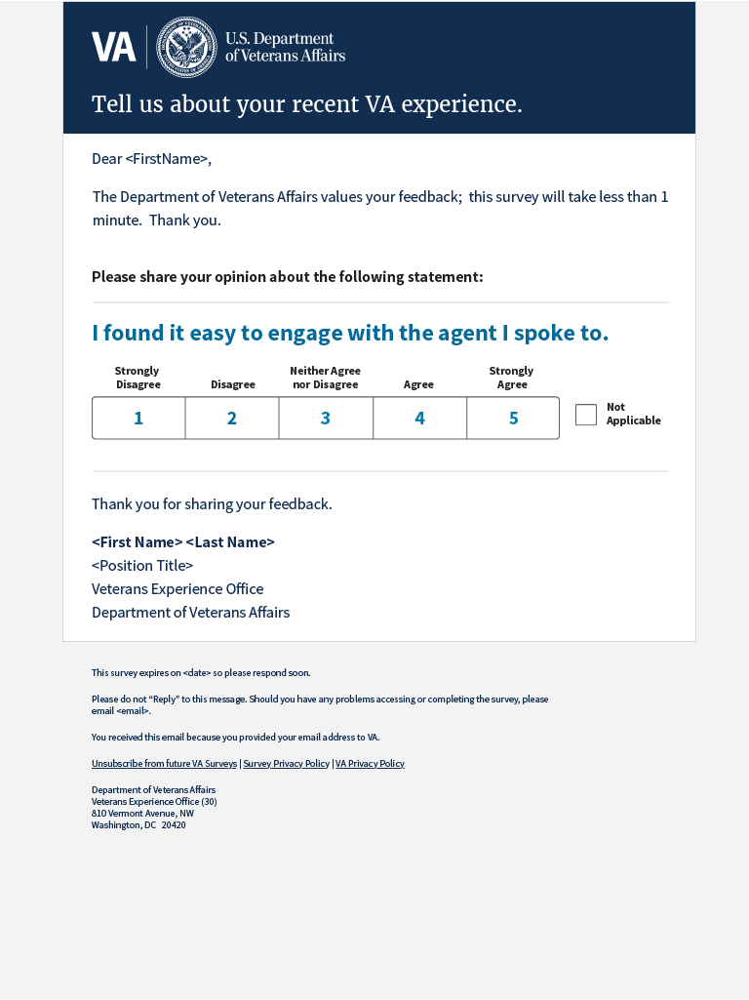 VA
U.S. Department
of Veterans Affairs
Tell us about your recent VA experience.
Dear <FirstName>,
The Department of Veterans Affairs values your feedback;  this survey will take less than 1
minute.  Thank you.
Please share your opinion about the following statement:
I found it easy to engage with the agent I spoke to.
Strongly
Disagree
Disagree
Neither Agree
nor Disagree
Agree
Strongly
Agree
1 2 3 4 5
Not
Applicable
Thank you for sharing your feedback.
<First Name> <Last Name>
<Position Title>
Veterans Experience Office
Department of Veterans Affairs
This survey expires on <date> so please respond soon.
Please do not “Reply” to this message. Should you have any problems accessing or completing the survey, please
email <email>.
You received this email because you provided your email address to VA.
Unsubscribe from future VA Surveys | Survey Privacy Policy | VA Privacy Policy
Department of Veterans Affairs
Veterans Experience Office (30)
810 Vermont Avenue, NW
Washington, DC  20420